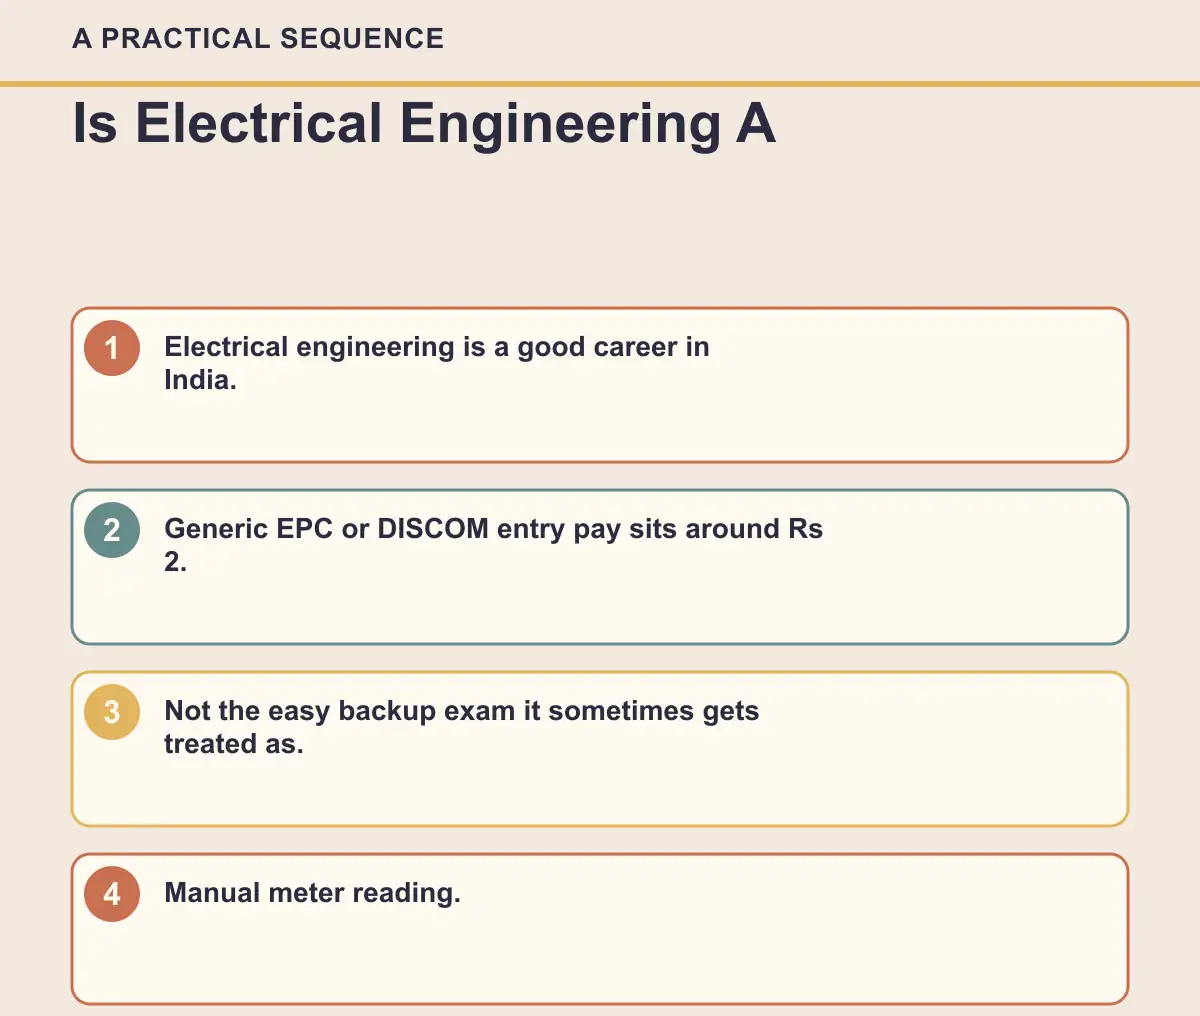 A PRACTICAL SEQUENCE
Is Electrical Engineering A
1
Electrical engineering is a good career in
India.
2
Generic EPC or DISCOM entry pay sits around Rs
2.
3
Not the easy backup exam it sometimes gets
treated as.
4
Manual meter reading.